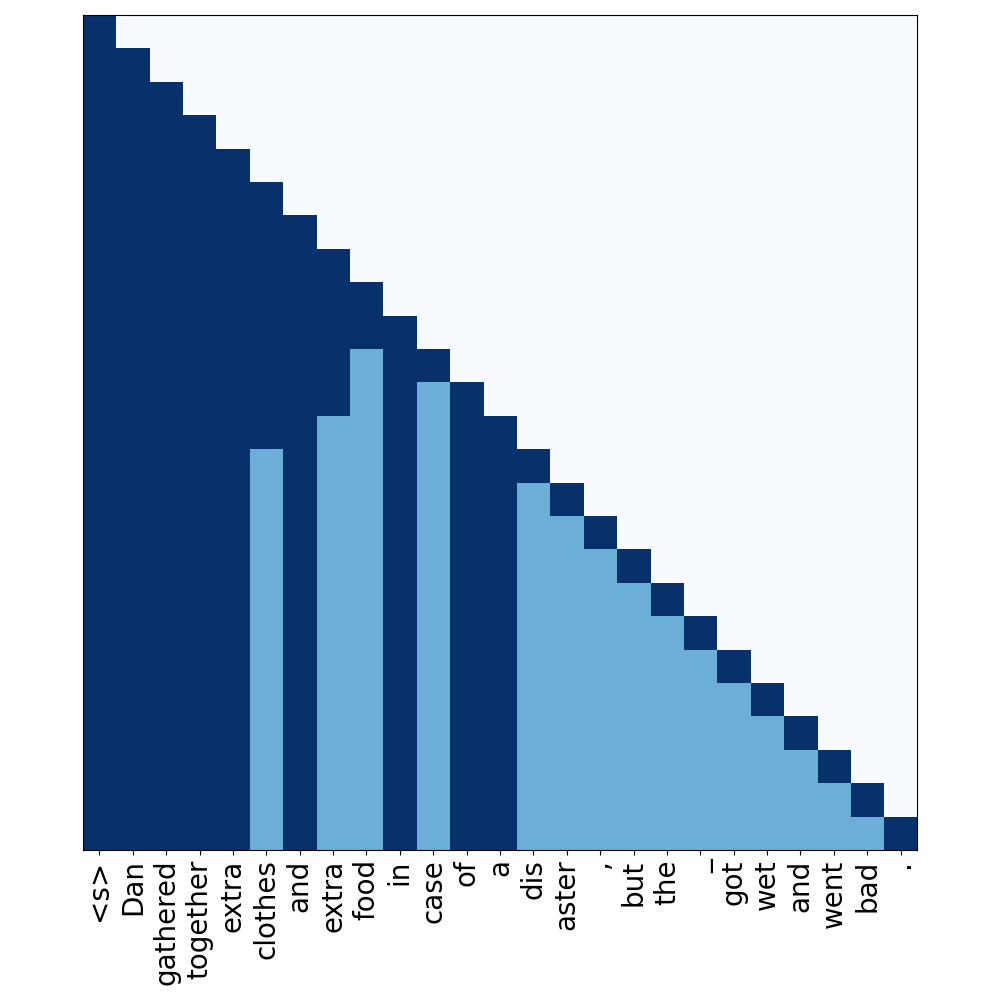 <s>
Dan
gathered
together
extra
clothes
and
extra
food
in
case
of
a
dis
aster
,
but
the
_
got
wet
and
went
bad
.